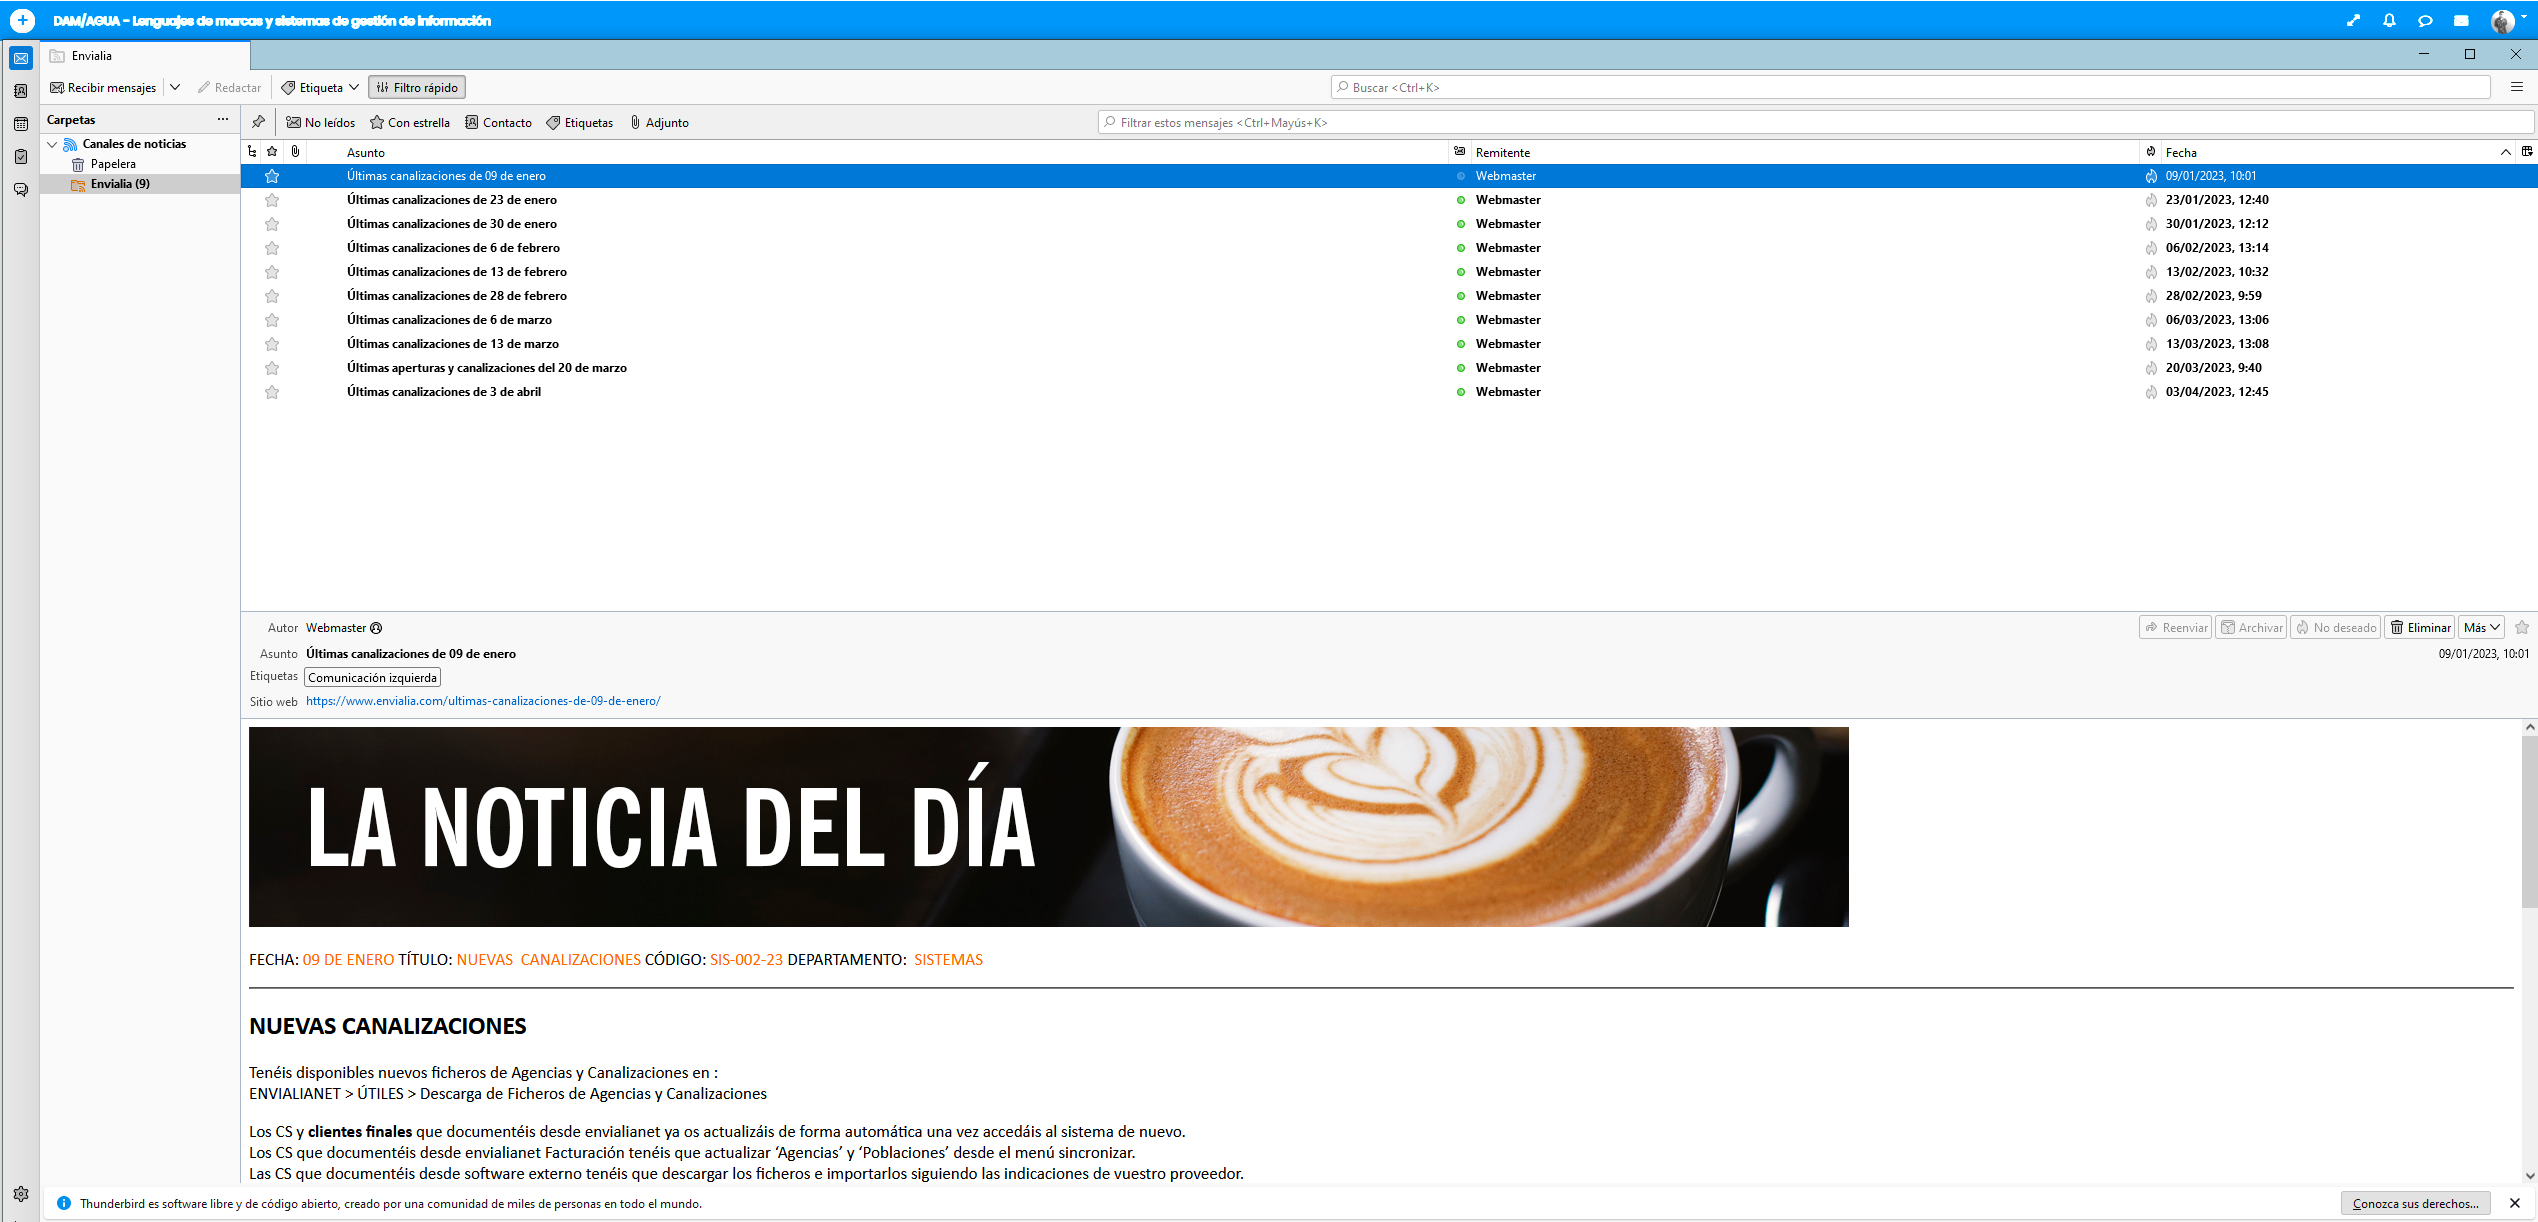 DAM/AGUA - Lenguajes de marcas y sistemas de gestión de información
Envialia
Recibir mensajes
Redactar
Etiqueta
Filtro rápido
Buscar <Ctrl+K>
Carpetas
No leídos
Con estrella
Contacto
Etiquetas
Adjunto
Filtrar estos mensajes <Ctrl+Mayús+K>
Canales de noticias
Papelera
Envialia (9)
Asunto Remitente Fecha
Últimas canalizaciones de 09 de enero Webmaster 09/01/2023, 10:01
Últimas canalizaciones de 23 de enero Webmaster 23/01/2023, 12:40
Últimas canalizaciones de 30 de enero Webmaster 30/01/2023, 12:12
Últimas canalizaciones de 6 de febrero Webmaster 06/02/2023, 13:14
Últimas canalizaciones de 13 de febrero Webmaster 13/02/2023, 10:32
Últimas canalizaciones de 28 de febrero Webmaster 28/02/2023, 9:59
Últimas canalizaciones de 6 de marzo Webmaster 06/03/2023, 13:06
Últimas canalizaciones de 13 de marzo Webmaster 13/03/2023, 13:08
Últimas aperturas y canalizaciones del 20 de marzo Webmaster 20/03/2023, 9:40
Últimas canalizaciones de 3 de abril Webmaster 03/04/2023, 12:45
Autor Webmaster
Reenviar
Archivar
No deseado
Eliminar
Más
Asunto Últimas canalizaciones de 09 de enero
09/01/2023, 10:01
Etiquetas Comunicación izquierda
Sitio web https://www.envialia.com/ultimas-canalizaciones-de-09-de-enero/
LA NOTICIA DEL DÍA
FECHA: 09 DE ENERO TÍTULO: NUEVAS CANALIZACIONES CÓDIGO: SIS-002-23 DEPARTAMENTO: SISTEMAS
NUEVAS CANALIZACIONES
Tenéis disponibles nuevos ficheros de Agencias y Canalizaciones en :
ENVIALIANET > ÚTILES > Descarga de Ficheros de Agencias y Canalizaciones
Los CS y clientes finales que documentéis desde envialianet ya os actualizáis de forma automática una vez accedáis al sistema de nuevo.
Los CS que documentéis desde envialianet Facturación tenéis que actualizar ‘Agencias’ y ‘Poblaciones’ desde el menú sincronizar.
Las CS que documentéis desde software externo tenéis que descargar los ficheros e importarlos siguiendo las indicaciones de vuestro proveedor.
Thunderbird es software libre y de código abierto, creado por una comunidad de miles de personas en todo el mundo.
Conozca sus derechos...